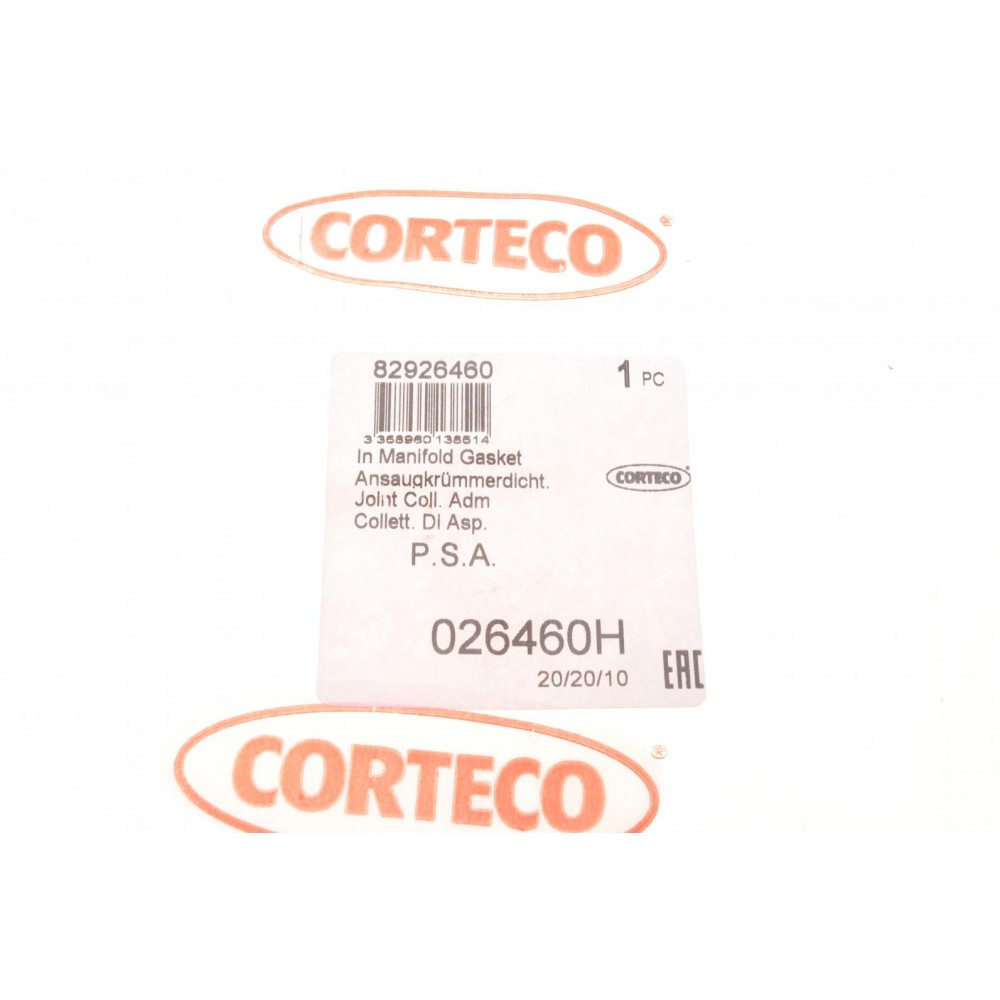 CORTECO®
82926460 1 PC
3 358960 138514
In Manifold Gasket
Ansaugkrümmerdicht.
CORTECO
Joint Coll. Adm
Collett. Di Asp.
P.S.A.
026460H
20/20/10 EAC
CORTECO®